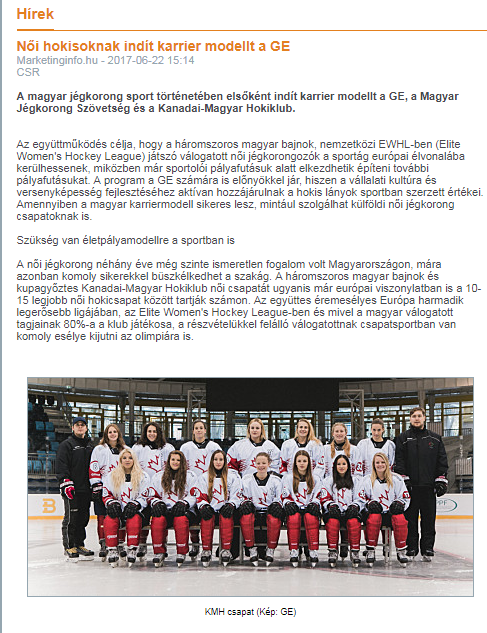 Hírek
Női hokisoknak indít karrier modellt a GE
Marketinginfo.hu - 2017-06-22 15:14
CSR
A magyar jégkorong sport történetében elsőként indít karrier modellt a GE, a Magyar
Jégkorong Szövetség és a Kanadai-Magyar Hokiklub.
Az együttműködés célja, hogy a háromszoros magyar bajnok, nemzetközi EWHL-ben (Elite
Women's Hockey League) játszó válogatott női jégkorongozók a sportág európai élvonalába
kerülhessenek, miközben már sportolói pályafutásuk alatt elkezdhetik építeni további
pályafutásukat. A program a GE számára is előnyökkel jár, hiszen a vállalati kultúra és
versenyképesség fejlesztéséhez aktívan hozzájárulnak a hokis lányok sportban szerzett értékei.
Amennyiben a magyar karriermodell sikeres lesz, mintául szolgálhat külföldi női jégkorong
csapatoknak is.
Szükség van életpályamodellre a sportban is
A női jégkorong néhány éve még szinte ismeretlen fogalom volt Magyarországon, mára
azonban komoly sikerekkel büszkélkedhet a szakág. A háromszoros magyar bajnok és
kupagyőztes Kanadai-Magyar Hokiklub női csapatát ugyanis már európai viszonylatban is a 10-
15 legjobb női hokicsapat között tartják számon. Az együttes éremesélyes Európa harmadik
legerősebb ligájában, az Elite Women's Hockey League-ben és mivel a magyar válogatott
tagjainak 80%-a a klub játékosa, a részvételükkel felálló válogatottnak csapatsportban van
komoly esélye kijutni az olimpiára is.
KMH csapat (Kép: GE)